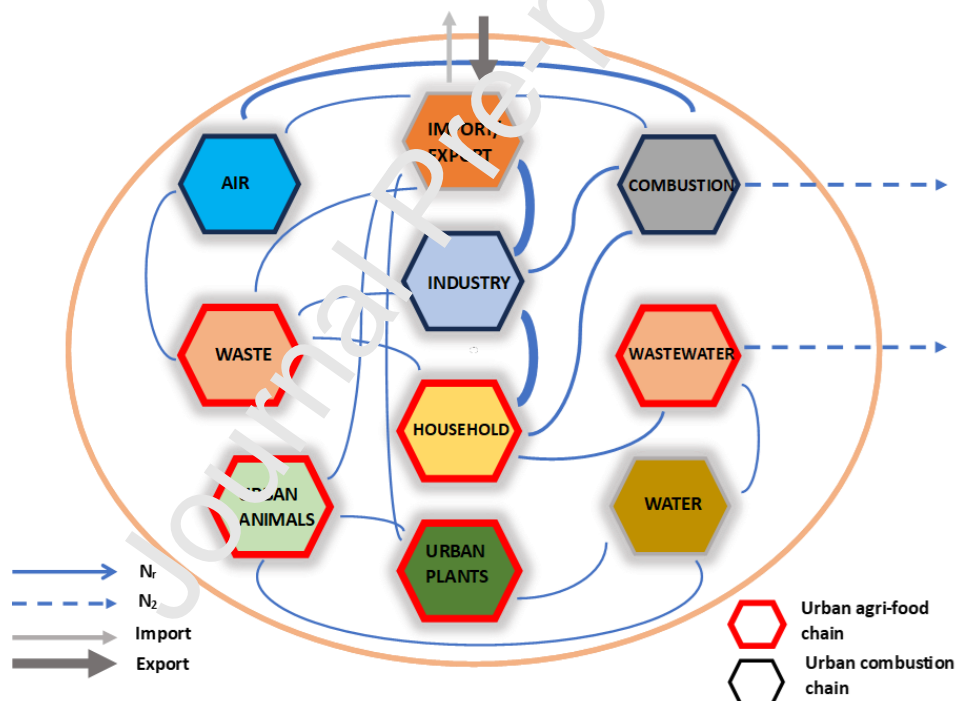 Journal Pre-p
IMPORT/
EXPORT
AIR
COMBUSTION
INDUSTRY
WASTE
WASTEWATER
HOUSEHOLD
URBAN
ANIMALS
WATER
URBAN
PLANTS
Nr
N2
Import
Export
Urban agri-food
chain
Urban combustion
chain